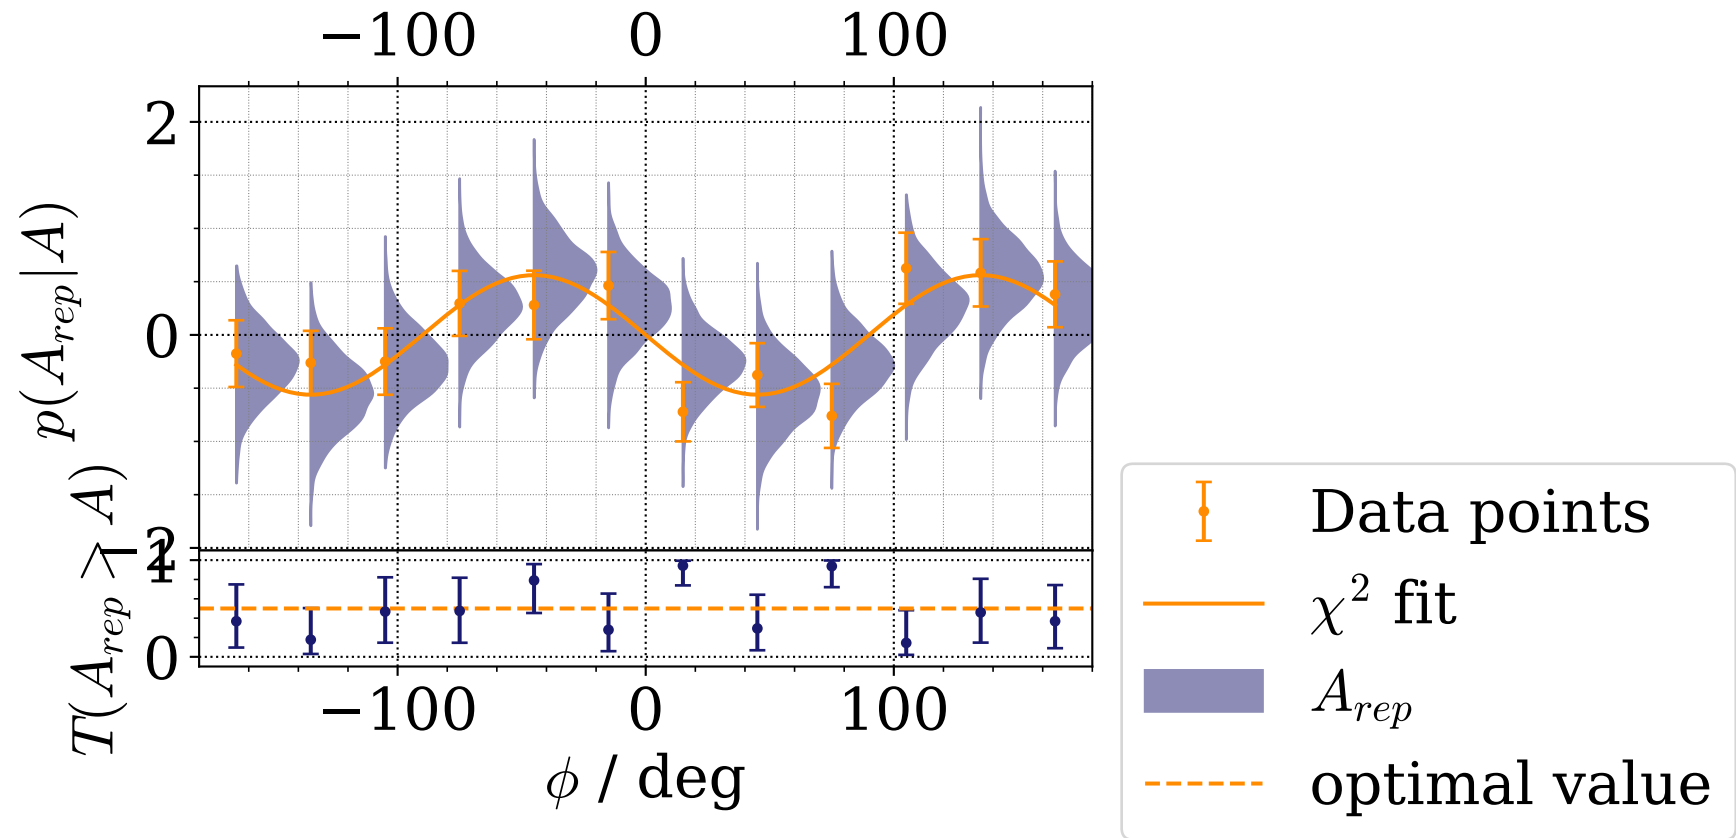 −100 0 100
2
0
−2
p(A_rep|A)
1
0
T(A_rep > A)
−100 0 100
ϕ / deg
Data points
χ² fit
A_rep
optimal value